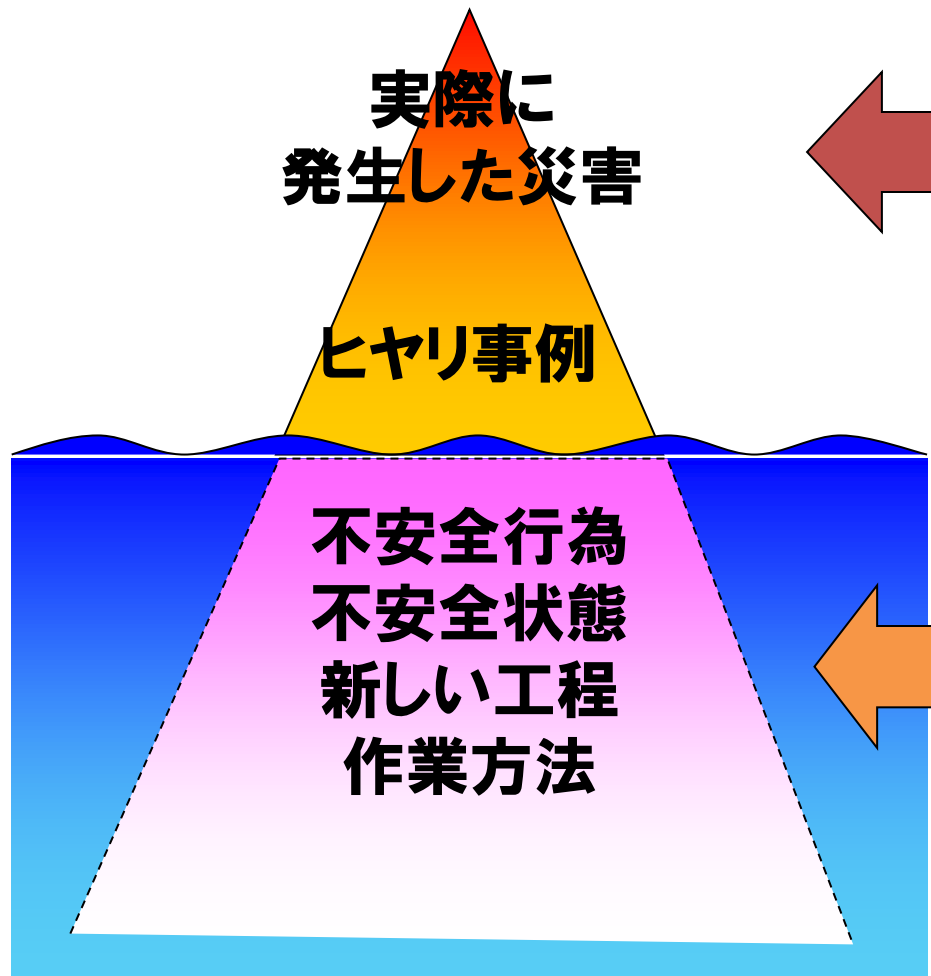 実際に
発生した災害
ヒヤリ事例
不安全行為
不安全状態
新しい工程
作業方法